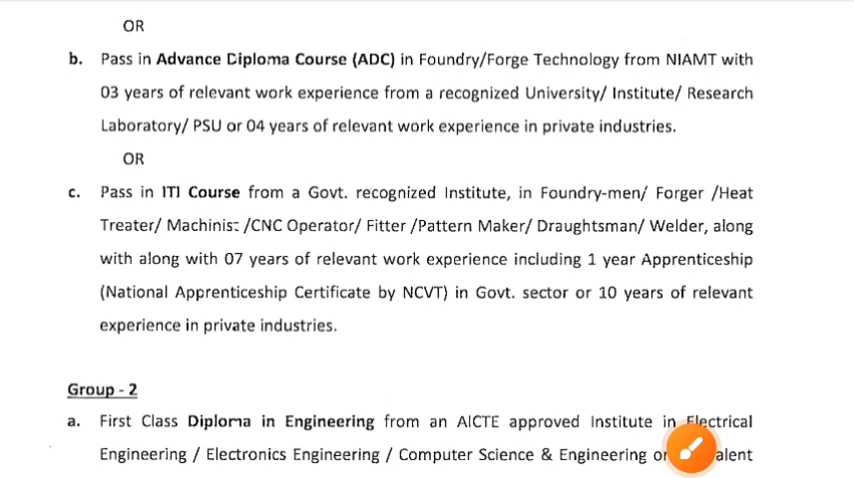 OR
b. Pass in Advance Diploma Course (ADC) in Foundry/Forge Technology from NIAMT with
03 years of relevant work experience from a recognized University/ Institute/ Research
Laboratory/ PSU or 04 years of relevant work experience in private industries.
OR
c. Pass in ITI Course from a Govt. recognized Institute, in Foundry-men/ Forger /Heat
Treater/ Machinist /CNC Operator/ Fitter /Pattern Maker/ Draughtsman/ Welder, along
with along with 07 years of relevant work experience including 1 year Apprenticeship
(National Apprenticeship Certificate by NCVT) in Govt. sector or 10 years of relevant
experience in private industries.
Group - 2
a. First Class Diploma in Engineering from an AICTE approved Institute in Electrical
Engineering / Electronics Engineering / Computer Science & Engineering or